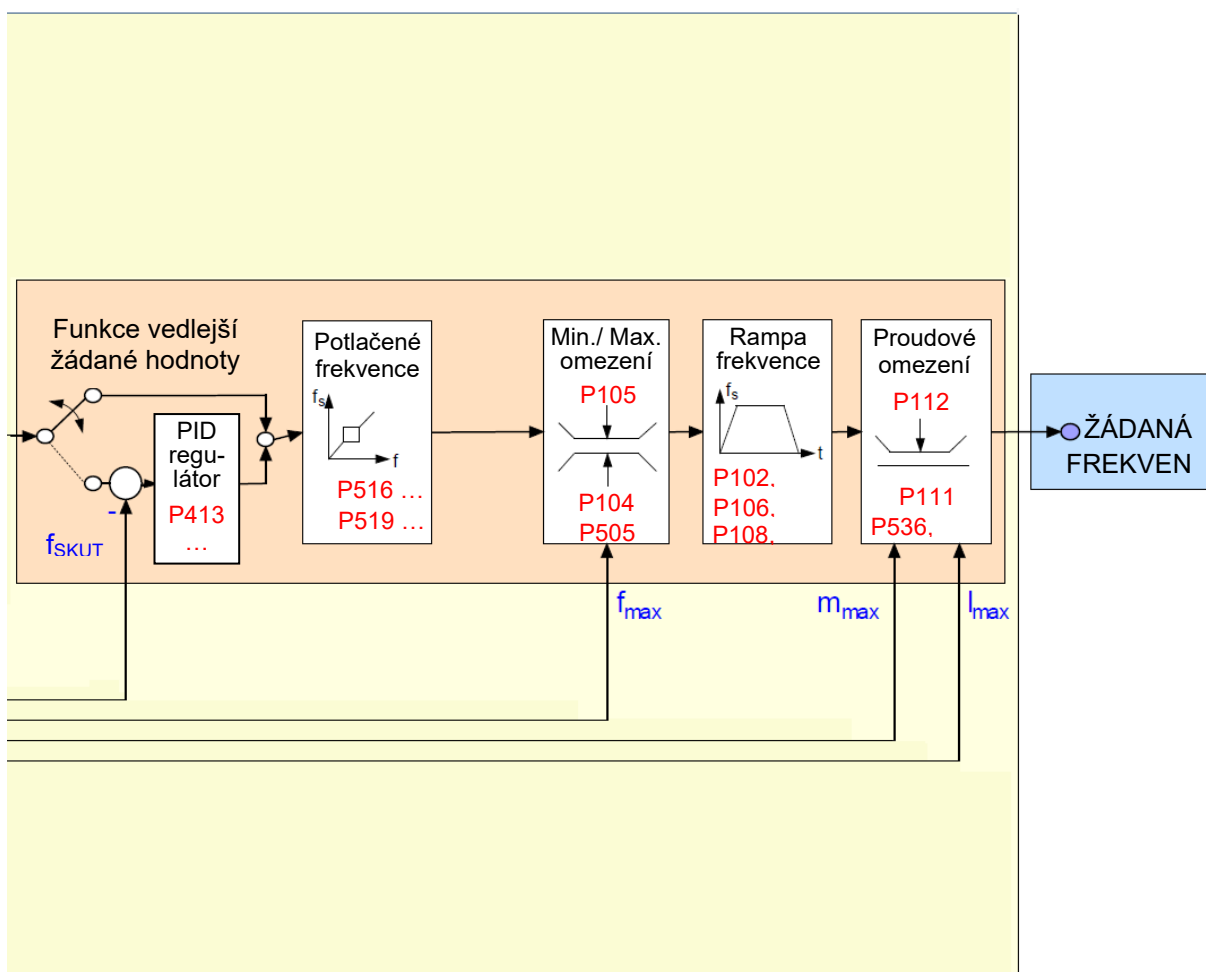 Funkce vedlejší
žádané hodnoty
PID
regu-
látor
P413
...
-
fSKUT
Potlačené
frekvence
fs
f
P516 ...
P519 ...
Min./ Max.
omezení
P105
P104
P505
Rampa
frekvence
fs
t
P102,
P106,
P108,
Proudové
omezení
P112
P111
P536,
ŽÁDANÁ
FREKVEN
fmax
mmax
Imax